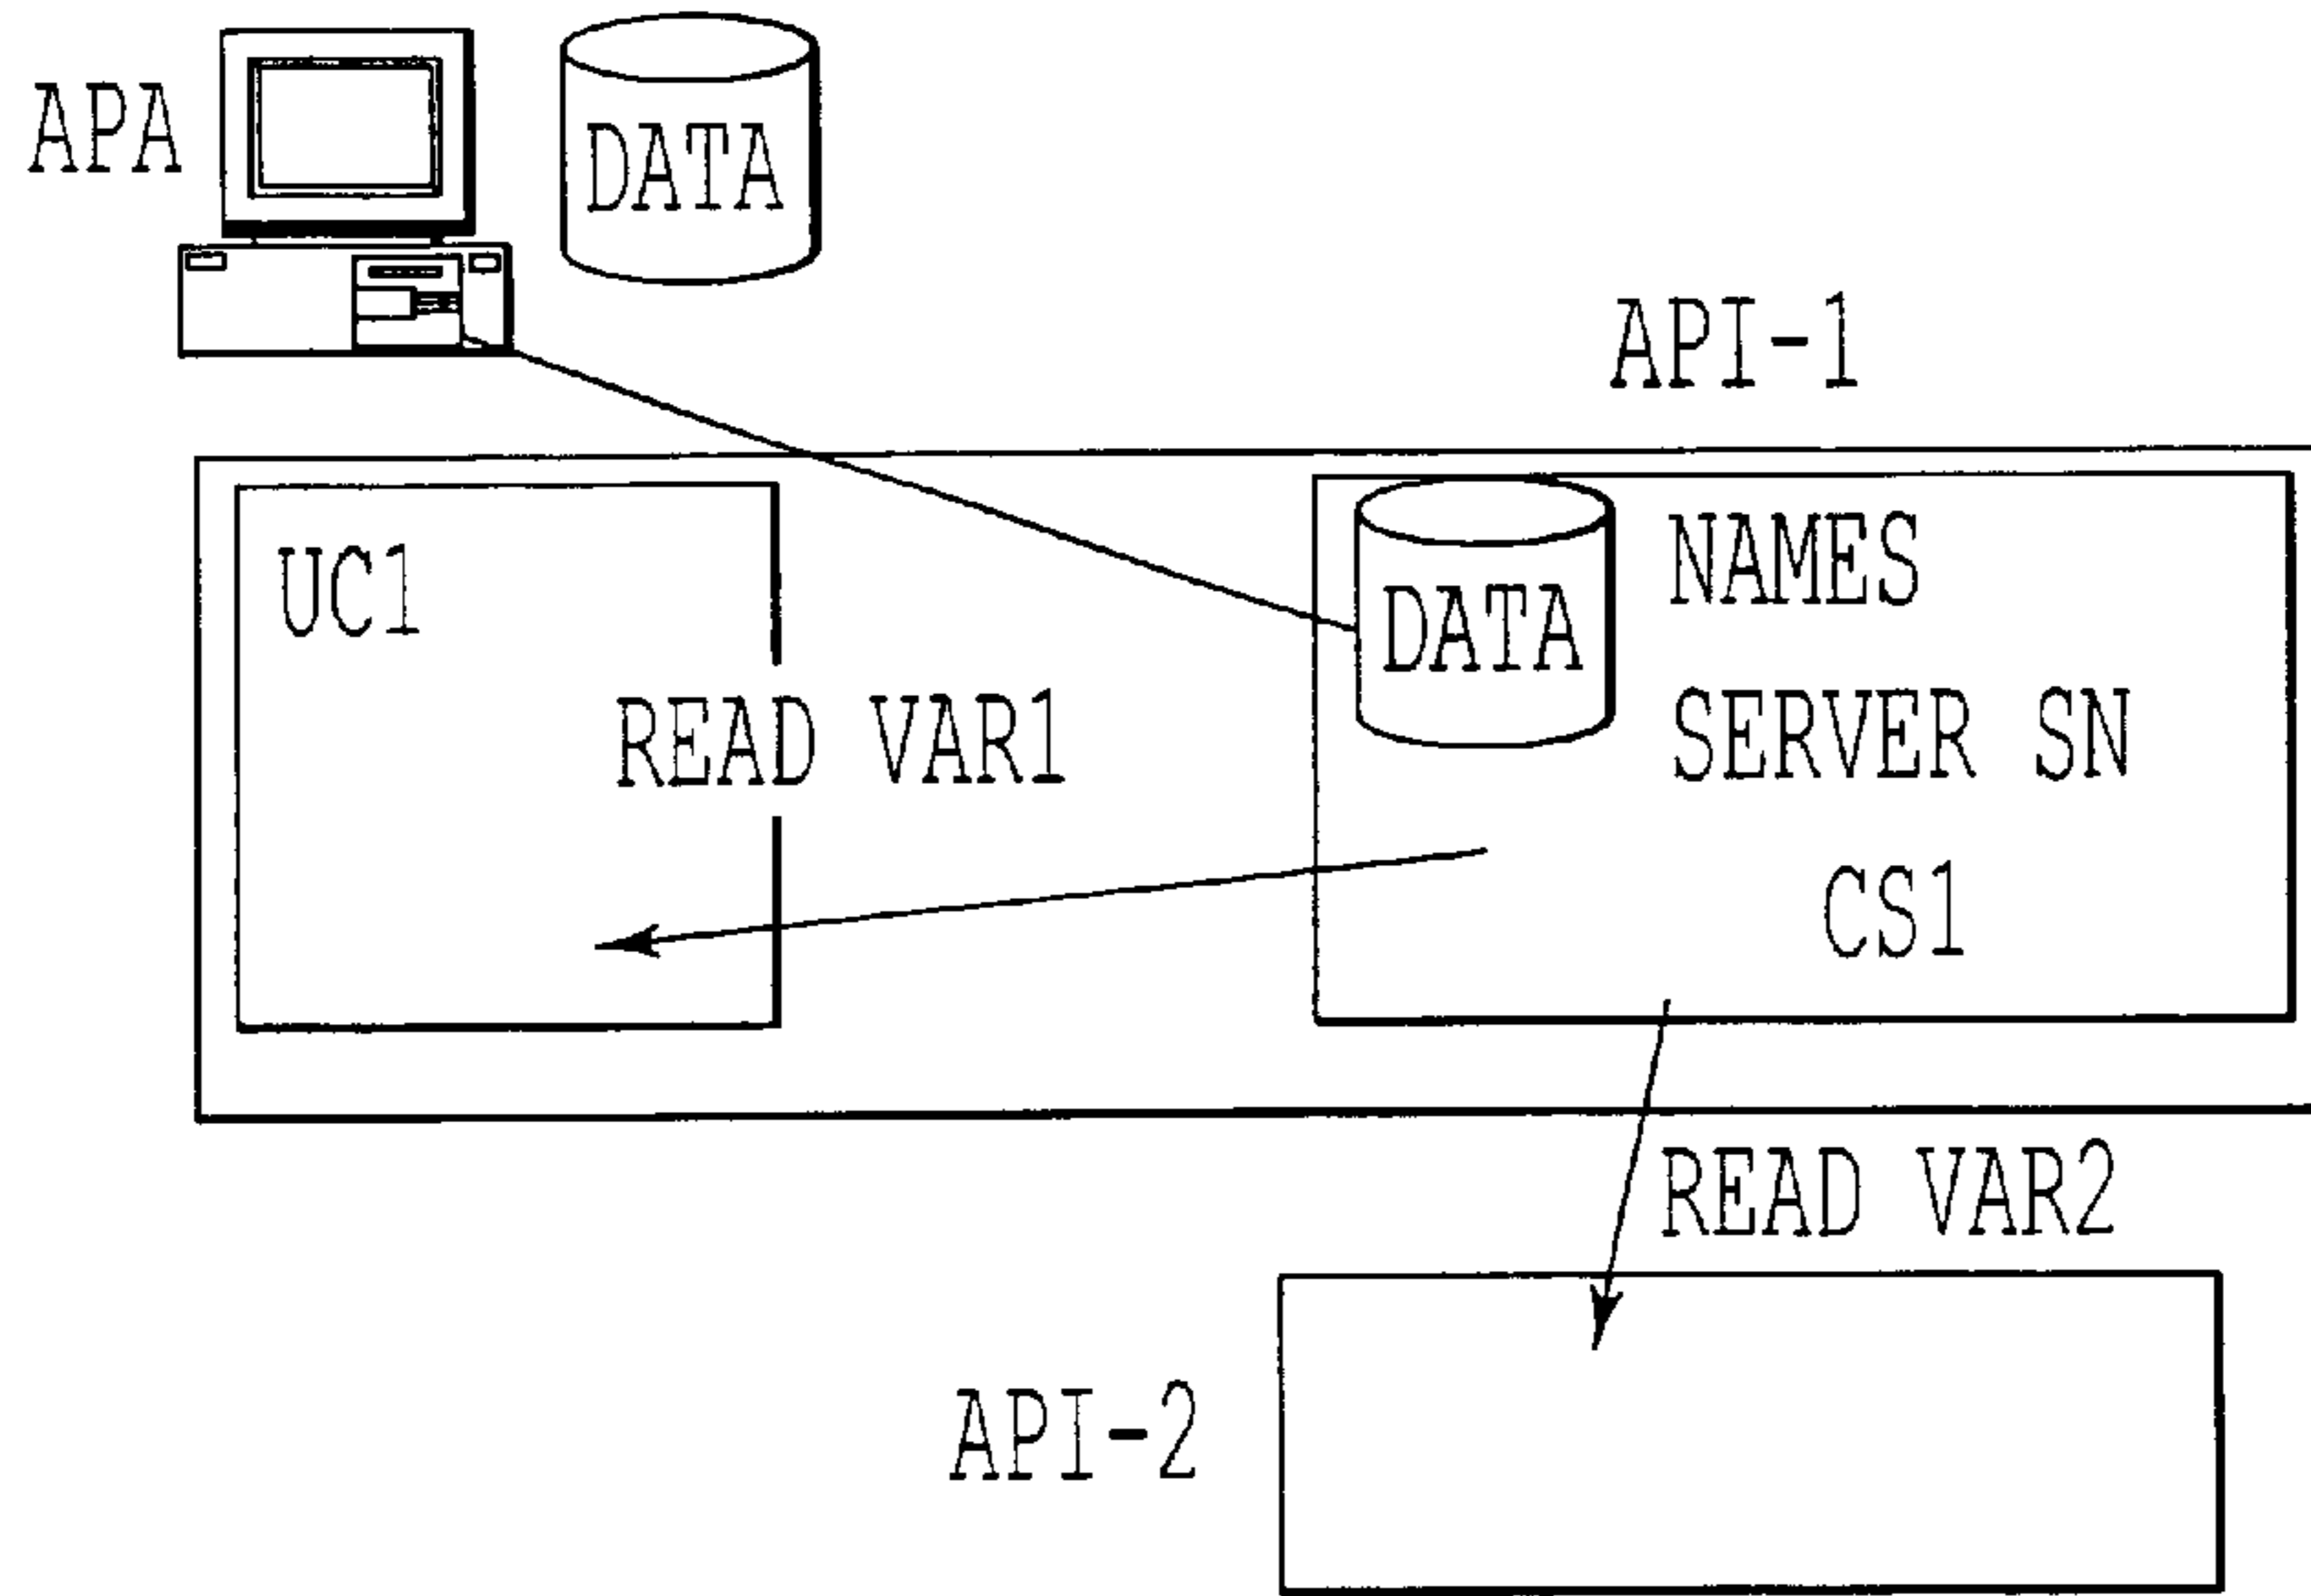 APA
DATA
API-1
UC1
DATA
NAMES
SERVER SN
CS1
READ VAR1
READ VAR2
API-2